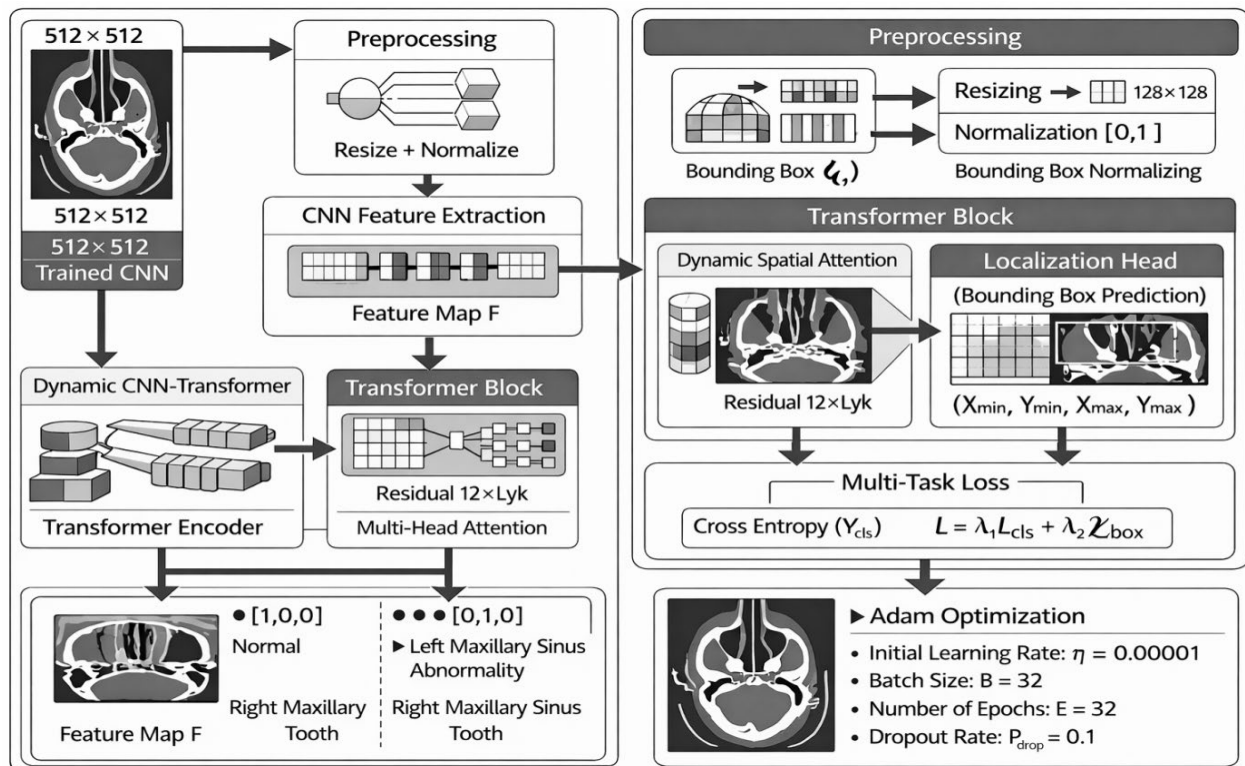 512 × 512
512 × 512
512 × 512
Trained CNN
Preprocessing
Resize + Normalize
CNN Feature Extraction
Feature Map F
Dynamic CNN-Transformer
Transformer Encoder
Transformer Block
Residual 12×Lyk
Multi-Head Attention
Feature Map F
● [1,0,0]
Normal
Right Maxillary
Tooth
● ● ● [0,1,0]
▶ Left Maxillary Sinus
Abnormality
Right Maxillary Sinus
Tooth
Preprocessing
Bounding Box
Resizing → 128×128
Normalization [0,1 ]
Bounding Box Normalizing
Transformer Block
Dynamic Spatial Attention
Residual 12×Lyk
Localization Head
(Bounding Box Prediction)
(Xmin, Ymin, Xmax, Ymax )
Multi-Task Loss
Cross Entropy (Ycls)
L = λ₁Lcls + λ₂ℒbox
▶ Adam Optimization
• Initial Learning Rate: η = 0.00001
• Batch Size: B = 32
• Number of Epochs: E = 32
• Dropout Rate: Pdrop = 0.1